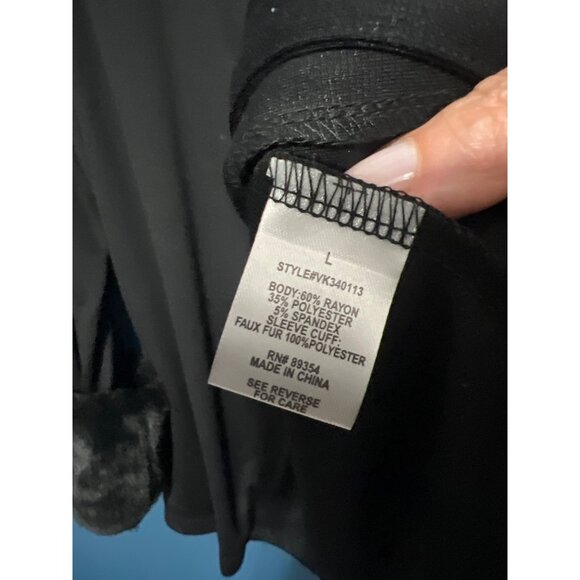 L
STYLE#VK340113
BODY:60% RAYON
35% POLYESTER
5% SPANDEX
SLEEVE CUFF:
FAUX FUR 100%POLYESTER
RN# 89354
MADE IN CHINA
SEE REVERSE
FOR CARE